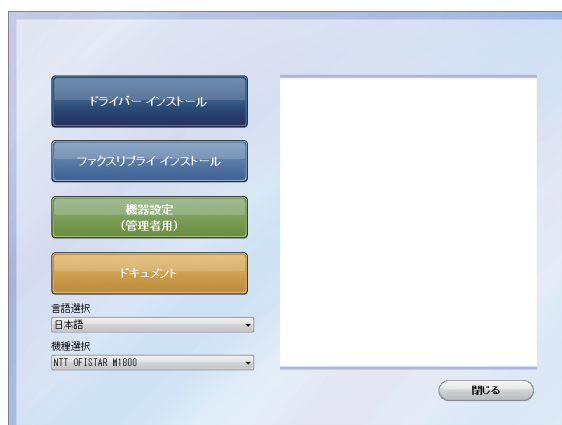 ドライバー インストール
ファクスリプライ インストール
機器設定
(管理者用)
ドキュメント
言語選択
日本語
機種選択
NTT OFISTAR M1800
閉じる